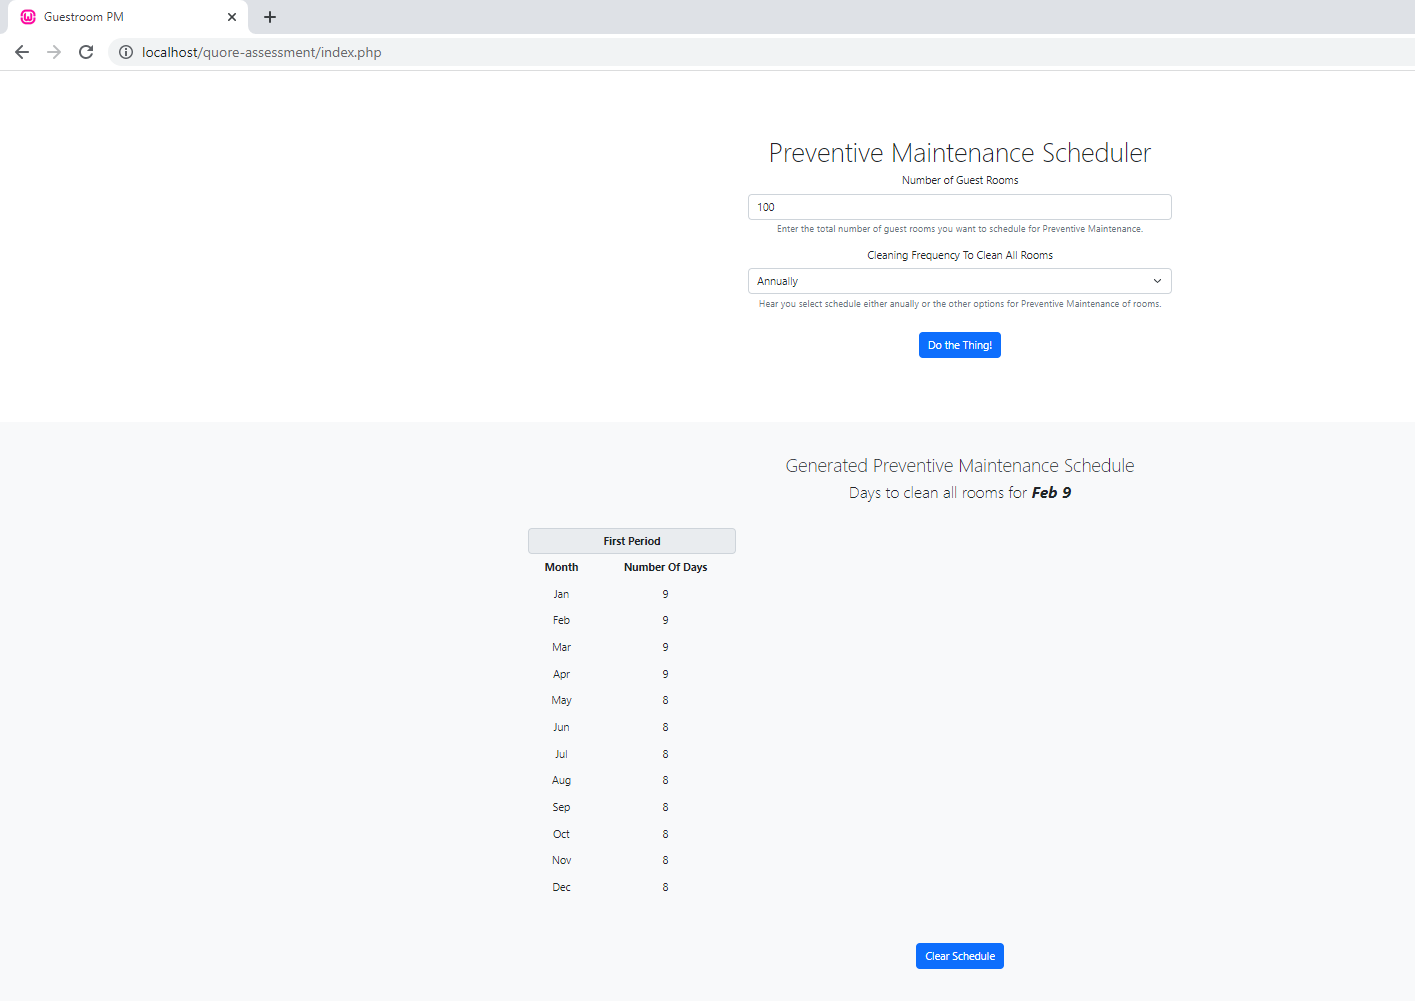 Guestroom PM
localhost/quore-assessment/index.php
Preventive Maintenance Scheduler
Number of Guest Rooms
100
Enter the total number of guest rooms you want to schedule for Preventive Maintenance.
Cleaning Frequency To Clean All Rooms
Annually
Hear you select schedule either anually or the other options for Preventive Maintenance of rooms.
Do the Thing!
Generated Preventive Maintenance Schedule
Days to clean all rooms for Feb 9
First Period
Month Number Of Days
Jan 9
Feb 9
Mar 9
Apr 9
May 8
Jun 8
Jul 8
Aug 8
Sep 8
Oct 8
Nov 8
Dec 8
Clear Schedule